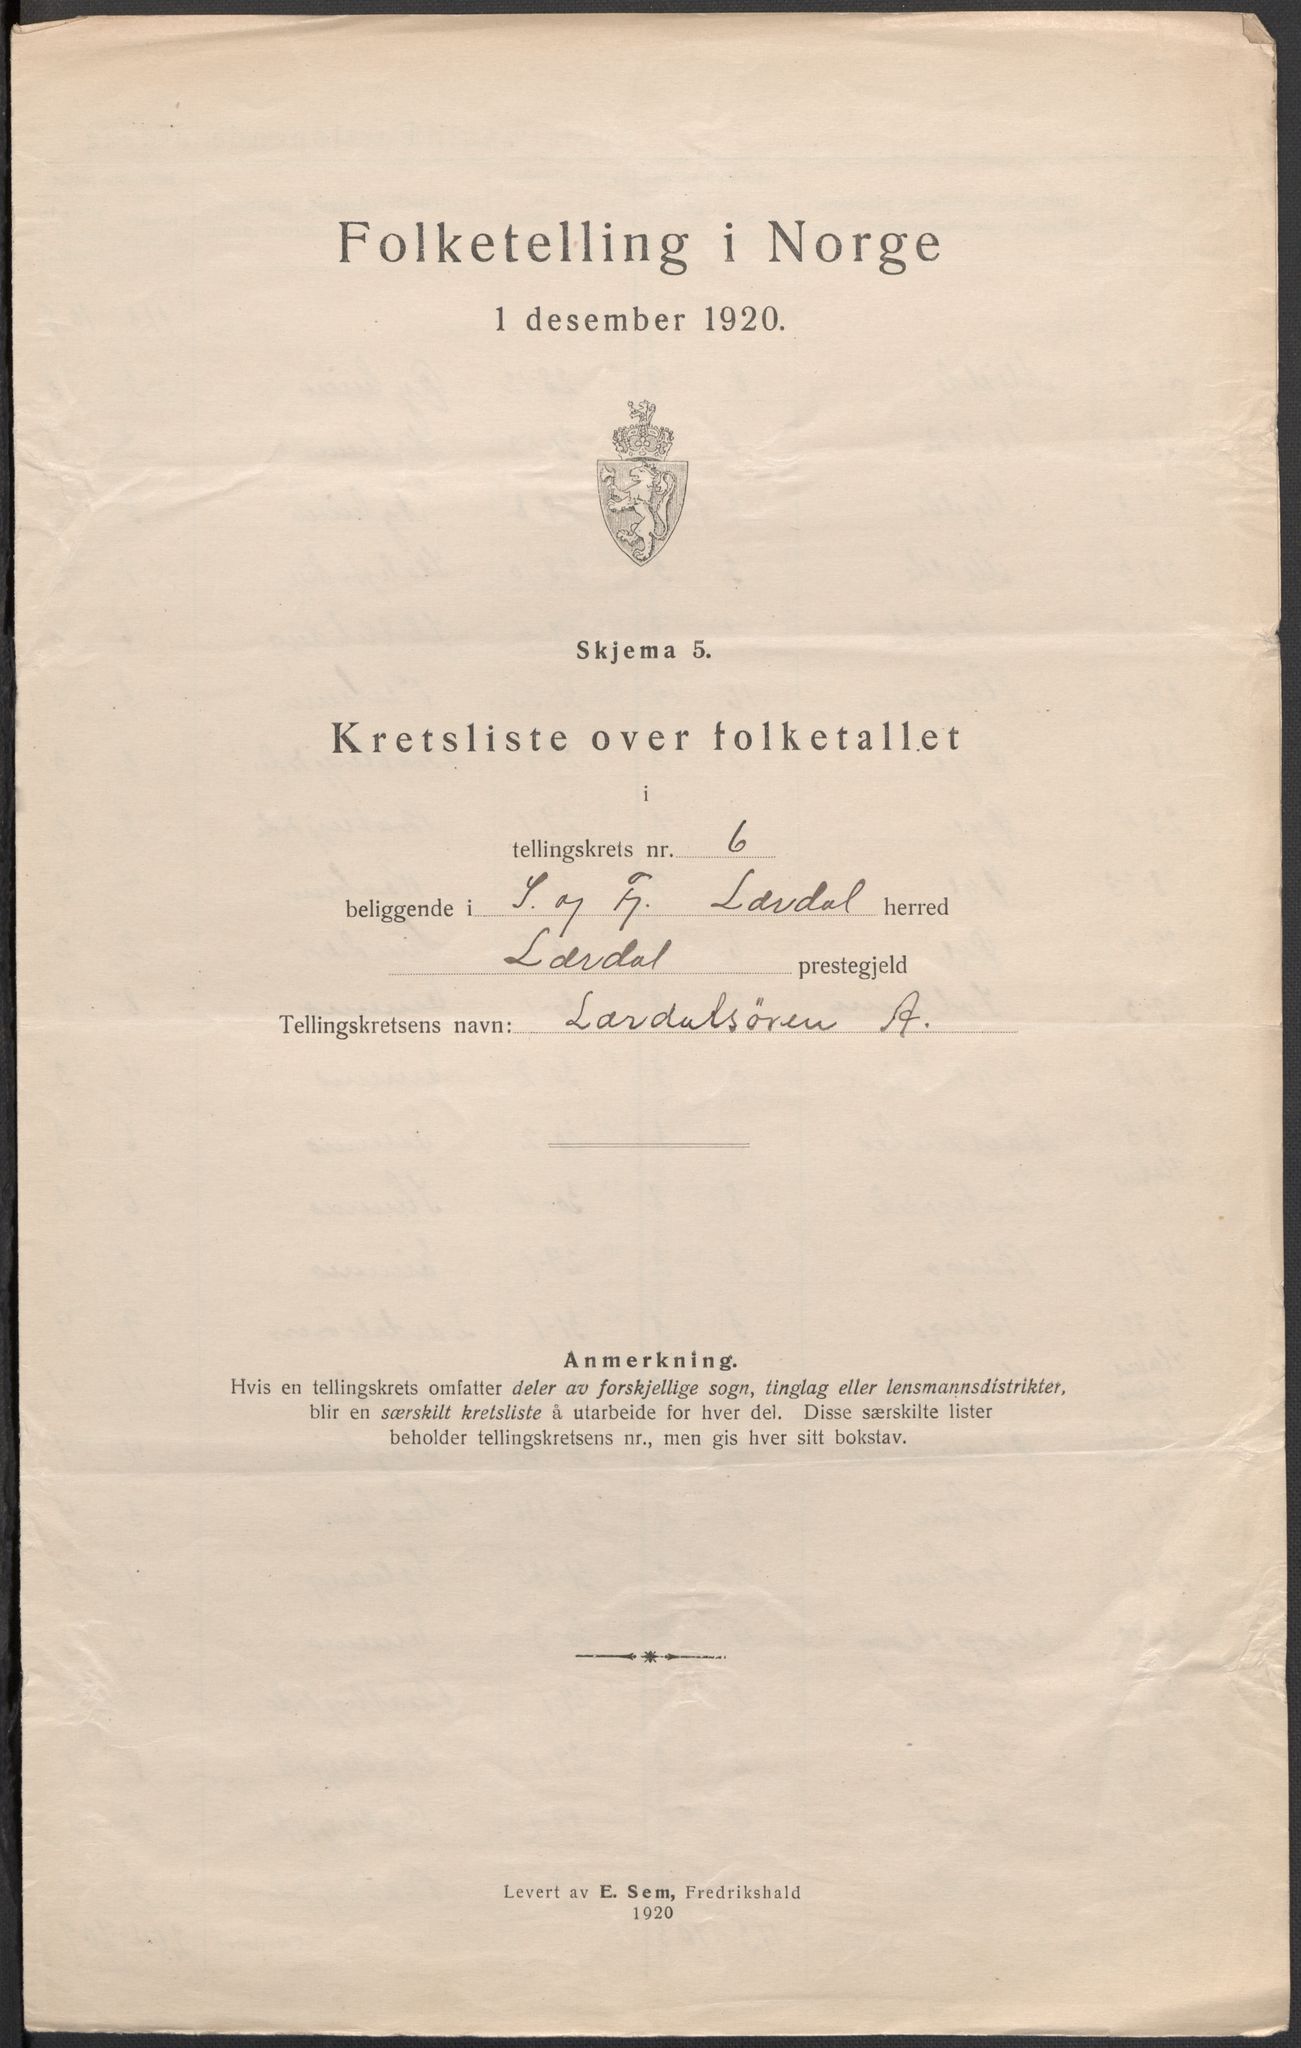 Folketelling i Norge
1 desember 1920.
Skjema 5.
Kretsliste over folketallet
i
tellingskrets nr. 6
beliggende i S. og Fj. Lærdal herred
Lærdal prestegjeld
Tellingskretsens navn: Lærdalsøren A.
Anmerkning.
Hvis en tellingskrets omfatter deler av forskjellige sogn, tinglag eller lensmannsdistrikter,
blir en særskilt kretsliste å utarbeide for hver del. Disse særskilte lister
beholder tellingskretsens nr., men gis hver sitt bokstav.
Levert av E. Sem, Fredrikshald
1920